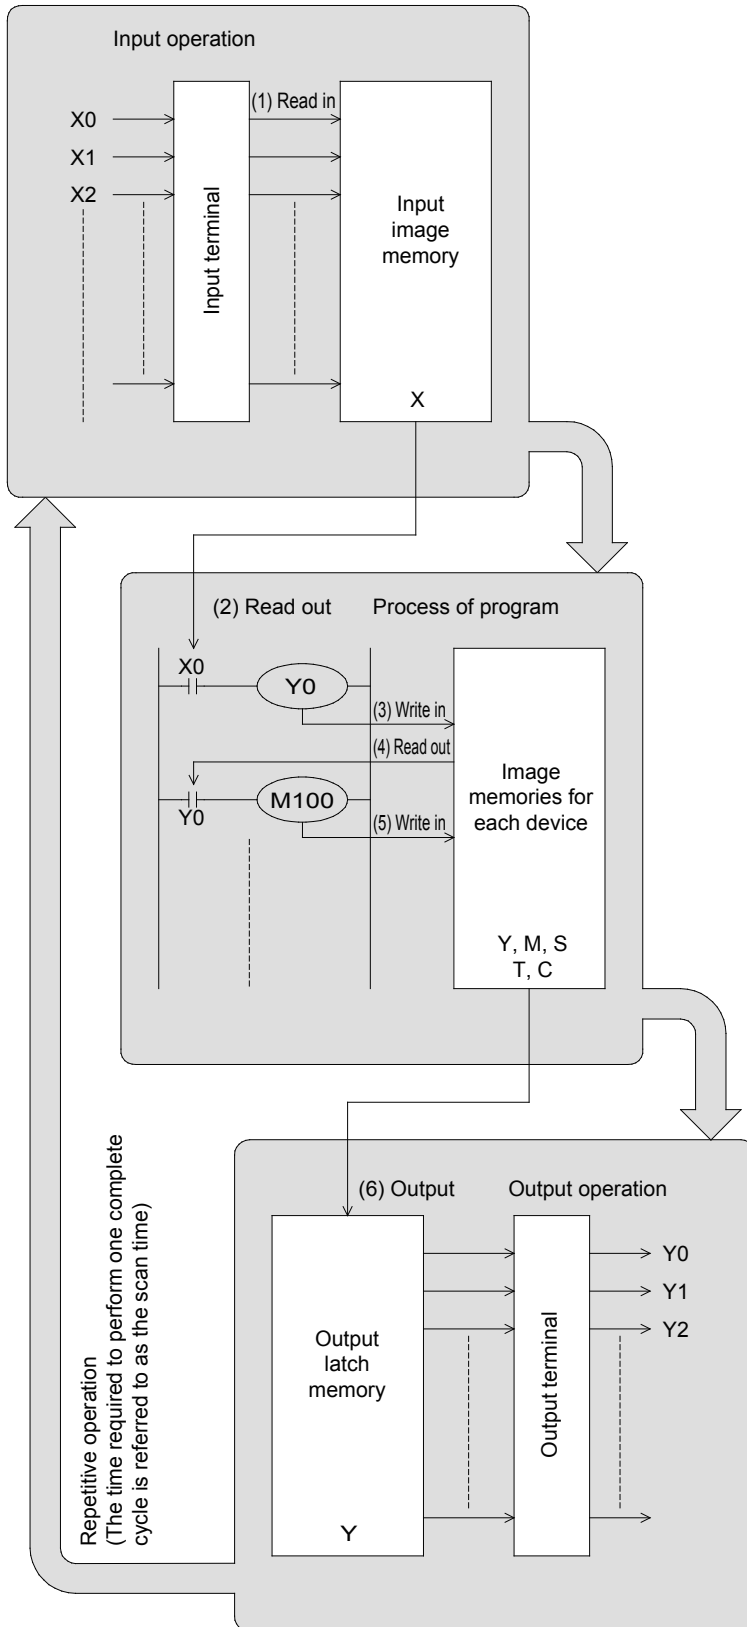 Input operation
(1) Read in
X0
X1
X2
Input terminal
Input
image
memory
X
(2) Read out
Process of program
X0
Y0
(3) Write in
(4) Read out
Y0
M100
(5) Write in
Image
memories for
each device
Y, M, S
T, C
Repetitive operation
(The time required to perform one complete
cycle is referred to as the scan time)
(6) Output
Output operation
Output
latch
memory
Y
Output terminal
Y0
Y1
Y2